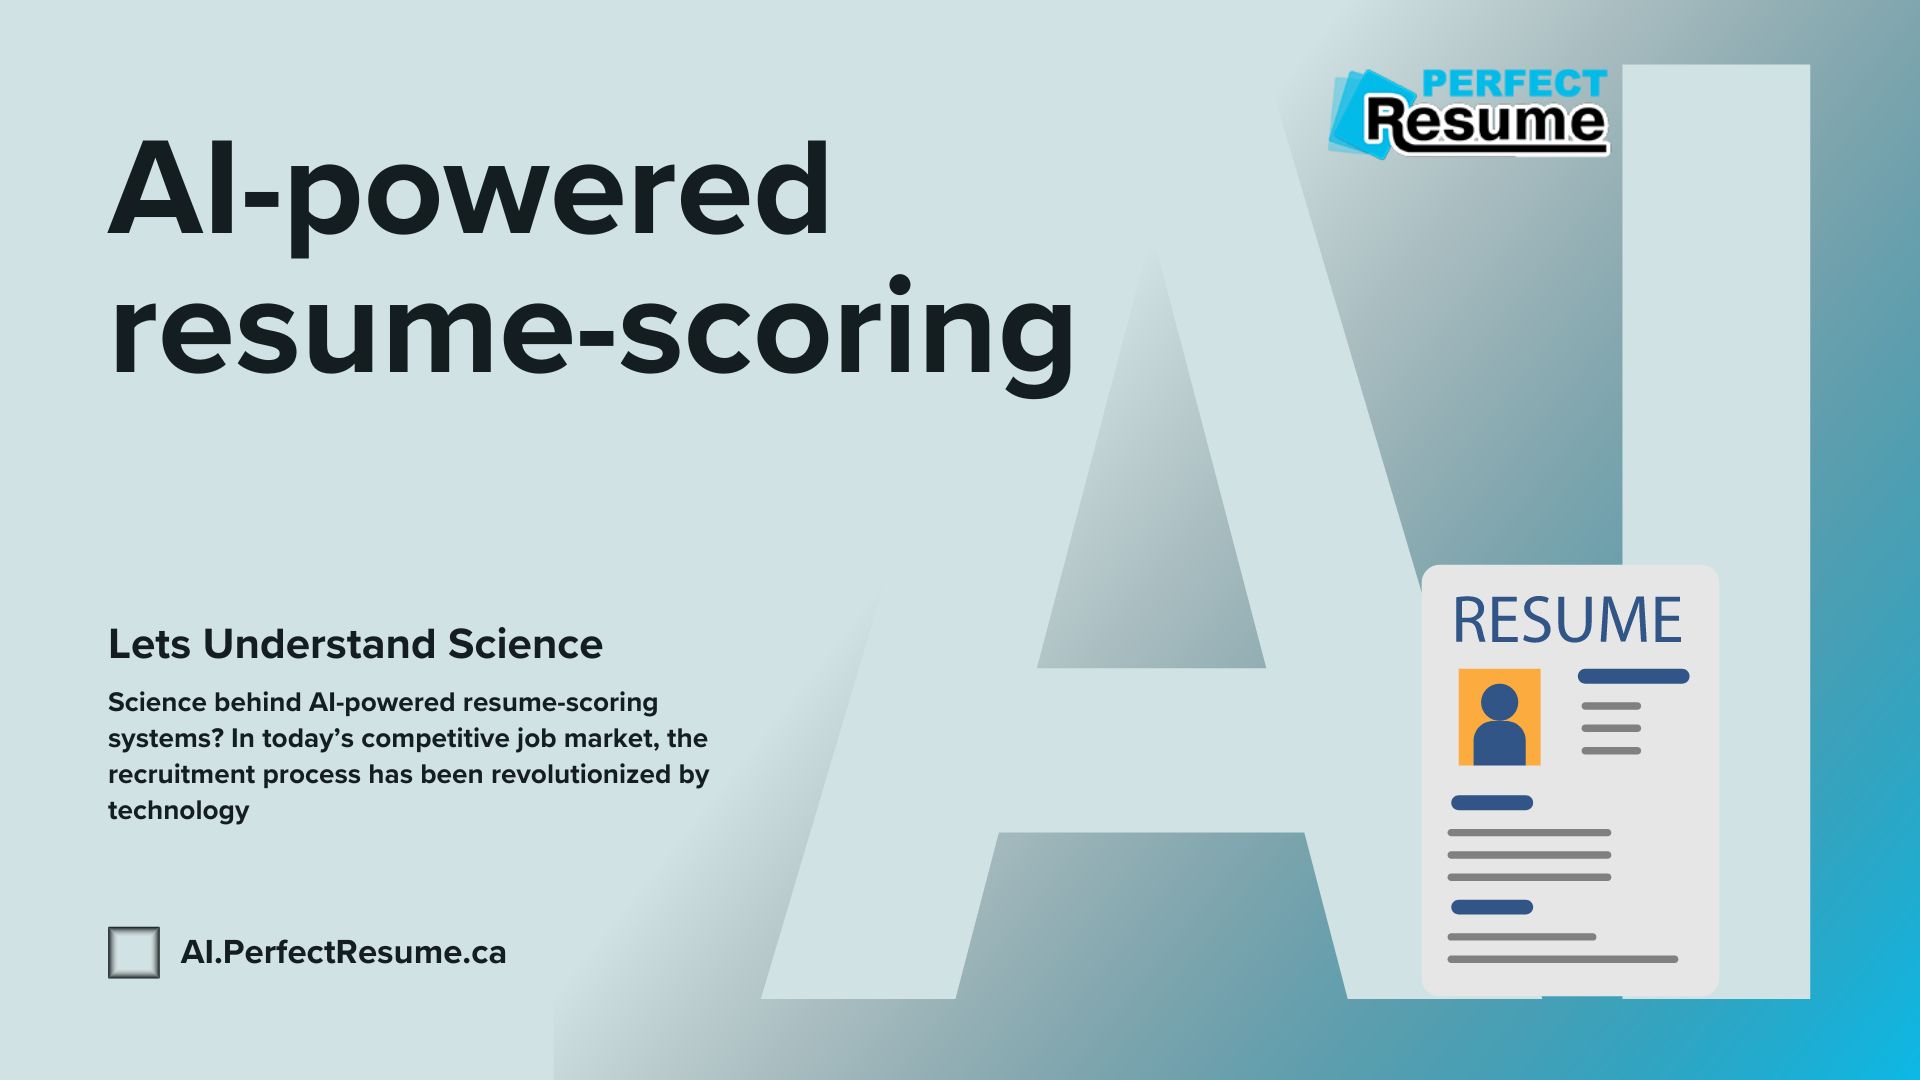 PERFECT
Resume
AI-powered
resume-scoring
AI
Lets Understand Science
Science behind AI-powered resume-scoring
systems? In today’s competitive job market, the
recruitment process has been revolutionized by
technology
RESUME
AI.PerfectResume.ca